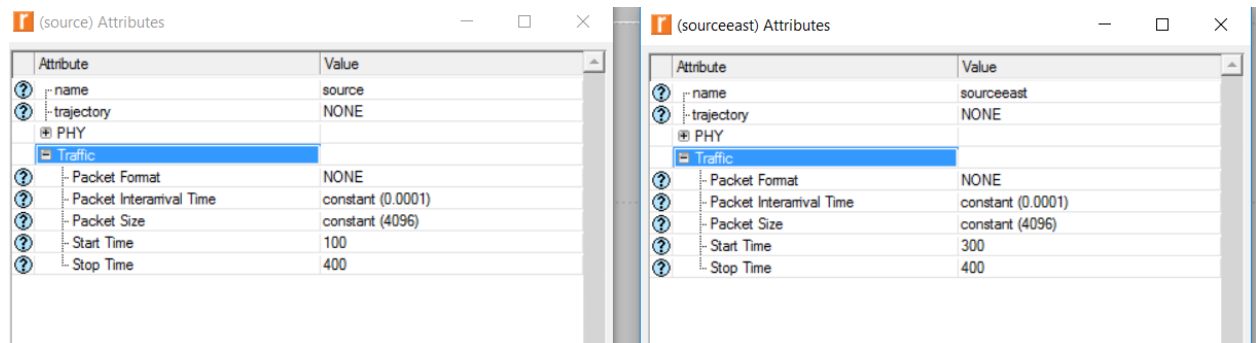 (source) Attributes
Attribute Value
name source
trajectory NONE
PHY
Traffic
Packet Format NONE
Packet Interarrival Time constant (0.0001)
Packet Size constant (4096)
Start Time 100
Stop Time 400
(sourceeast) Attributes
Attribute Value
name sourceeast
trajectory NONE
PHY
Traffic
Packet Format NONE
Packet Interarrival Time constant (0.0001)
Packet Size constant (4096)
Start Time 300
Stop Time 400